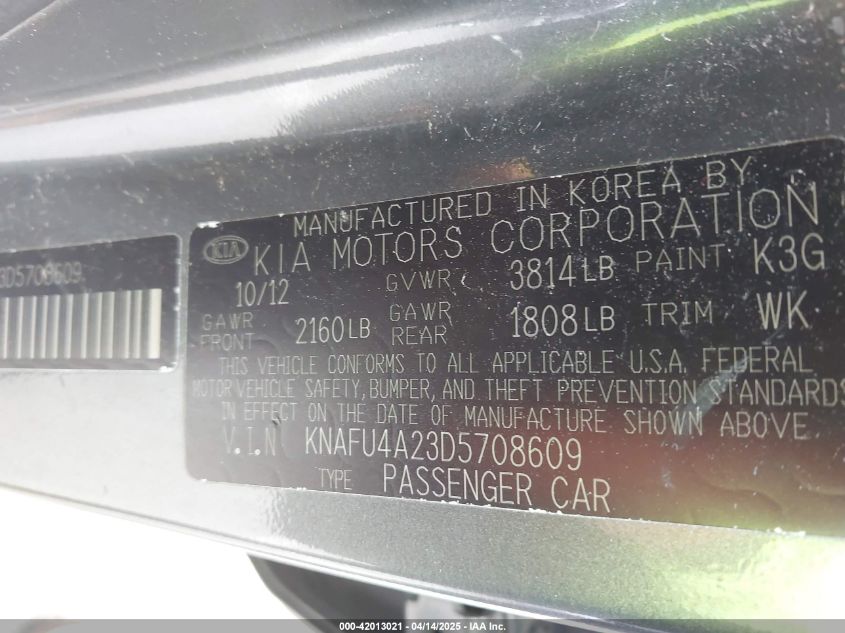 3D5708609
KIA
MANUFACTURED IN KOREA BY
KIA MOTORS CORPORATION
10/12 GVWR 3814LB PAINT K3G
GAWR FRONT 2160LB GAWR REAR 1808LB TRIM WK
THIS VEHICLE CONFORMS TO ALL APPLICABLE U.S.A. FEDERAL
MOTOR VEHICLE SAFETY, BUMPER, AND THEFT PREVENTION STANDARDS
IN EFFECT ON THE DATE OF MANUFACTURE SHOWN ABOVE
V.I.N KNAFU4A23D5708609
TYPE PASSENGER CAR
000-42013021 - 04/14/2025 - IAA Inc.